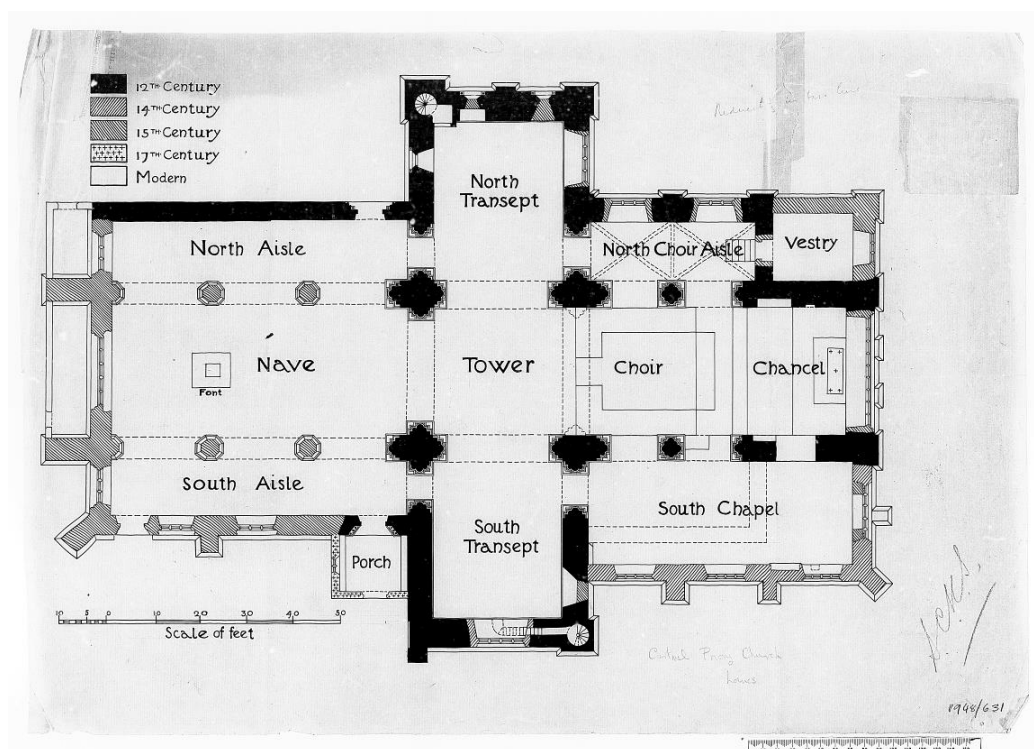 12TH Century
14TH Century
15TH Century
17TH Century
Modern
North
Transept
North Aisle
North Choir Aisle
Vestry
Nave
Font
Tower
Choir
Chancel
South Aisle
South Chapel
South
Transept
Porch
10 5 0 10 20 30 40 50
Scale of feet
Priory Church
1948/631